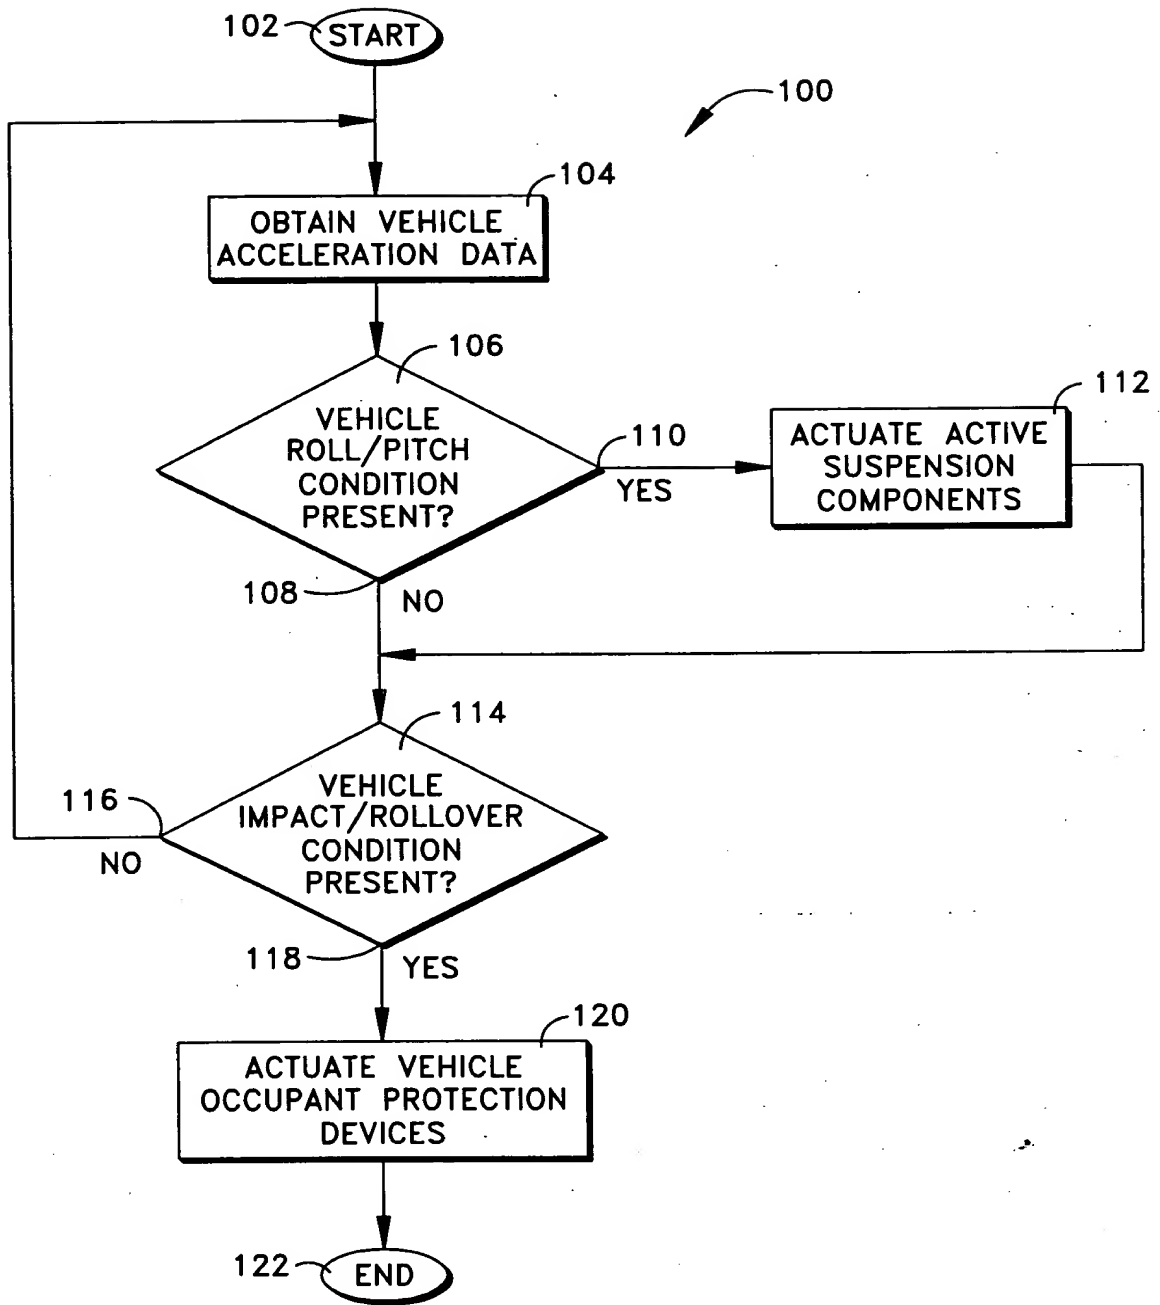 102
START
100
104
OBTAIN VEHICLE
ACCELERATION DATA
106
VEHICLE
ROLL/PITCH
CONDITION
PRESENT?
110
YES
112
ACTUATE ACTIVE
SUSPENSION
COMPONENTS
108
NO
114
VEHICLE
IMPACT/ROLLOVER
CONDITION
PRESENT?
116
NO
118
YES
120
ACTUATE VEHICLE
OCCUPANT PROTECTION
DEVICES
122
END